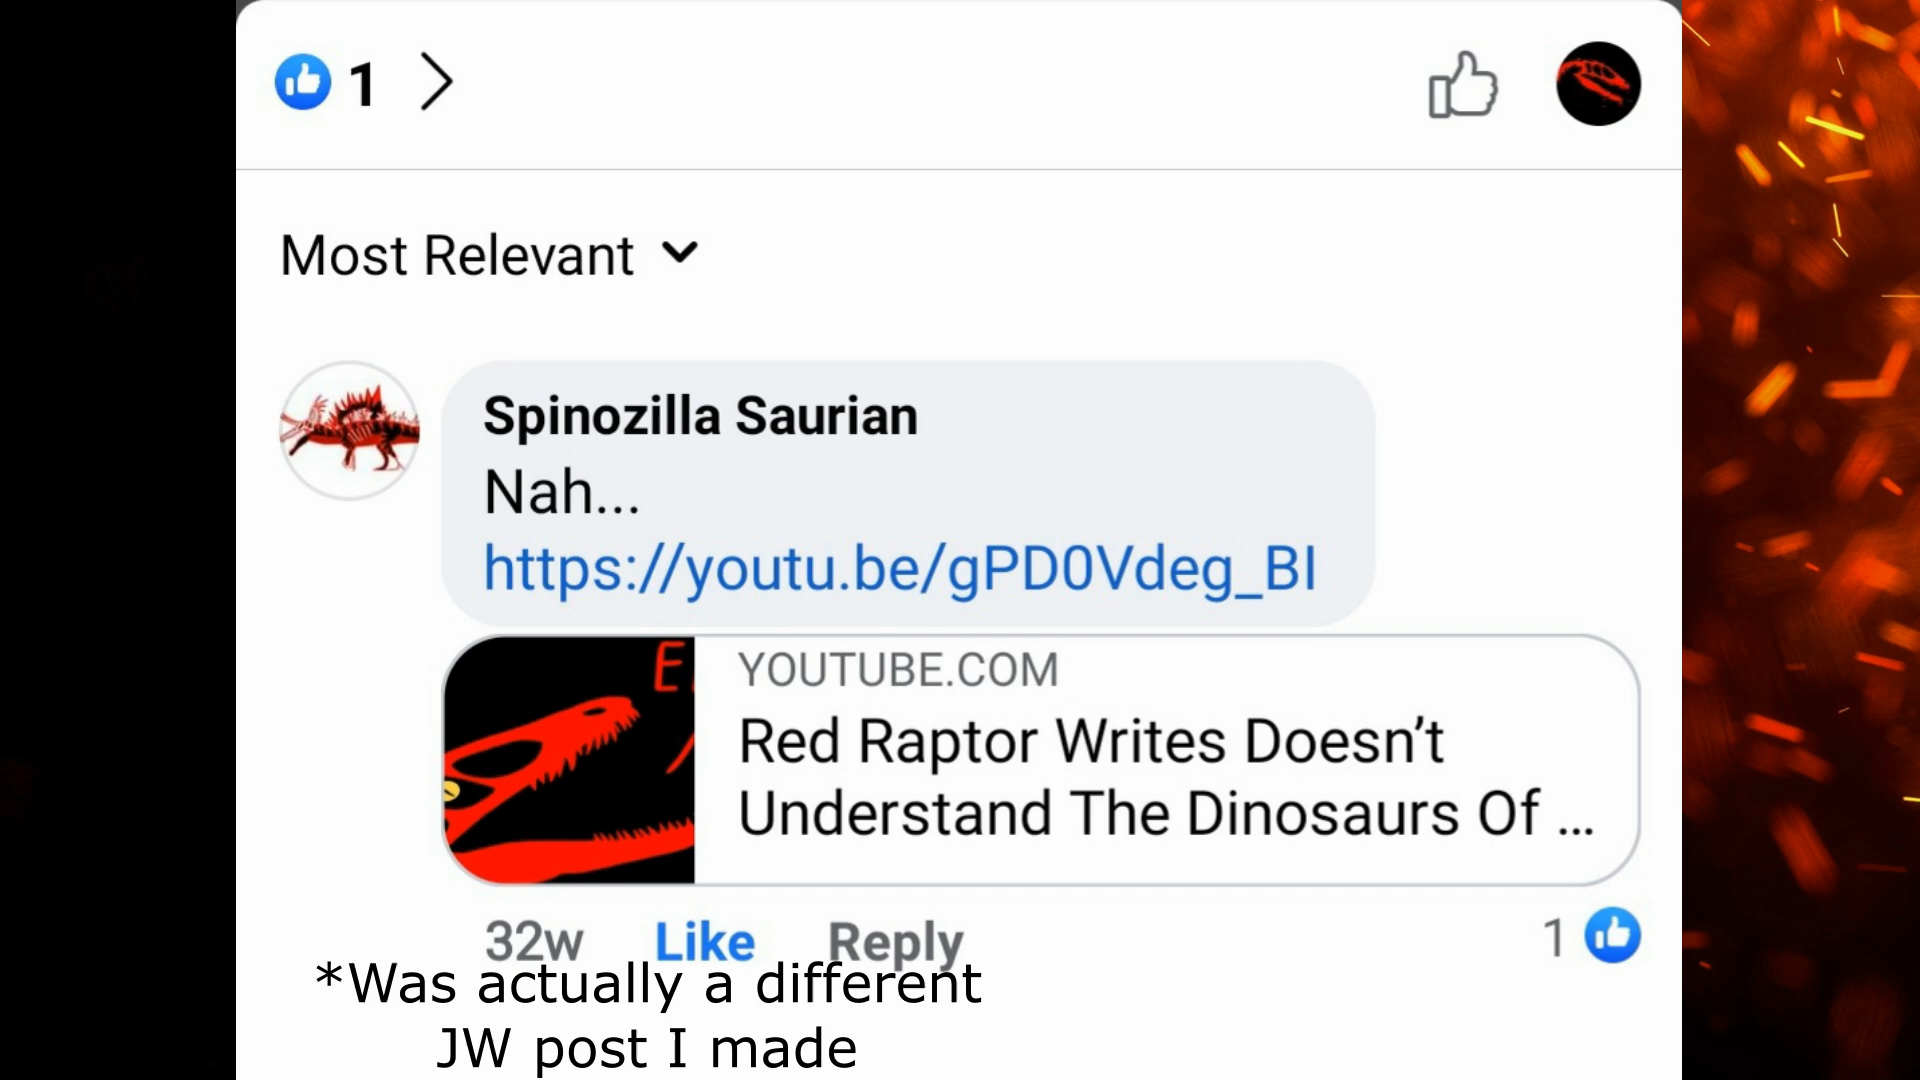 1
Most Relevant
Spinozilla Saurian
Nah...
https://youtu.be/gPD0Vdeg_BI
E
YOUTUBE.COM
Red Raptor Writes Doesn’t
Understand The Dinosaurs Of ...
32w Like Reply 1
*Was actually a different
JW post I made